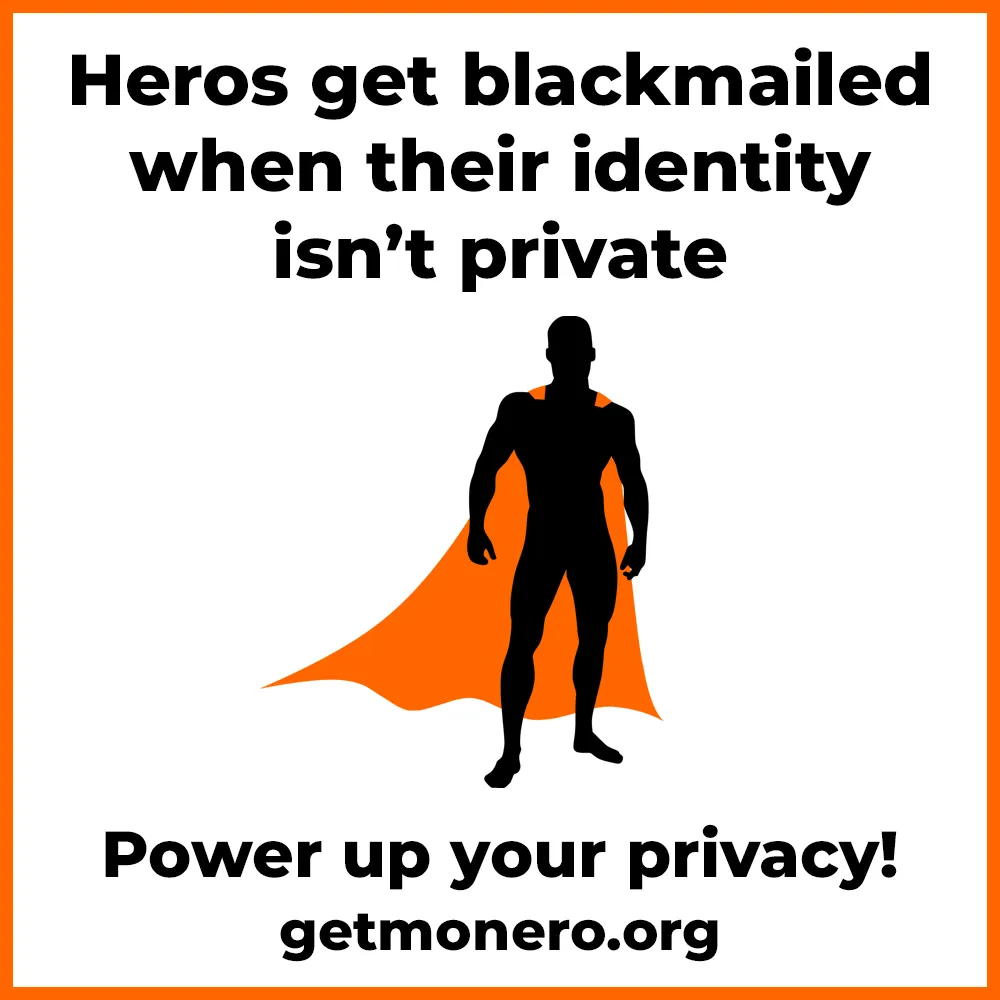 Heros get blackmailed
when their identity
isn’t private
Power up your privacy!
getmonero.org